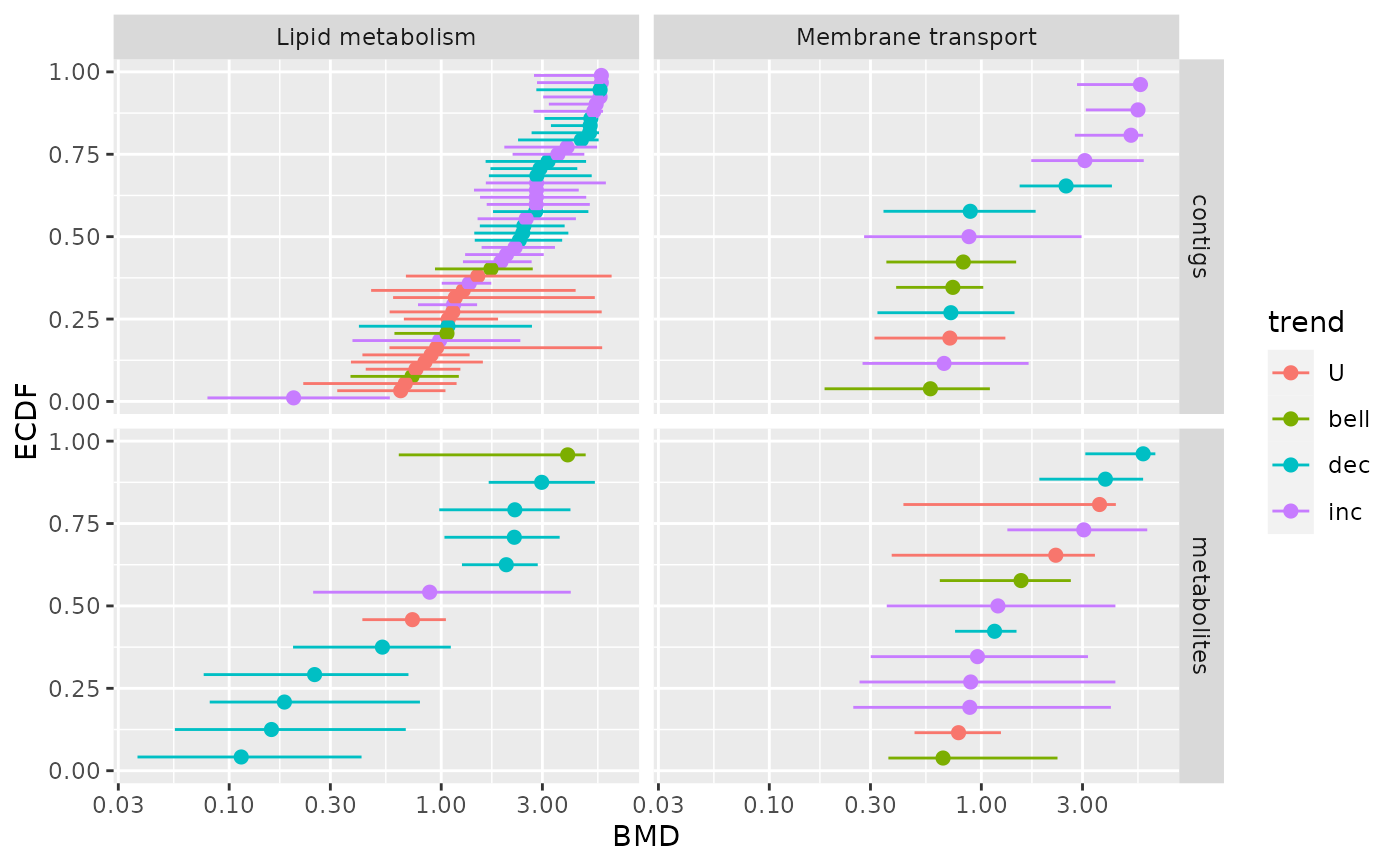 Lipid metabolism
Membrane transport
1.00
0.75
0.50
0.25
0.00
contigs
1.00
0.75
0.50
0.25
0.00
metabolites
ECDF
0.03 0.10 0.30 1.00 3.00
0.03 0.10 0.30 1.00 3.00
BMD
trend
U
bell
dec
inc